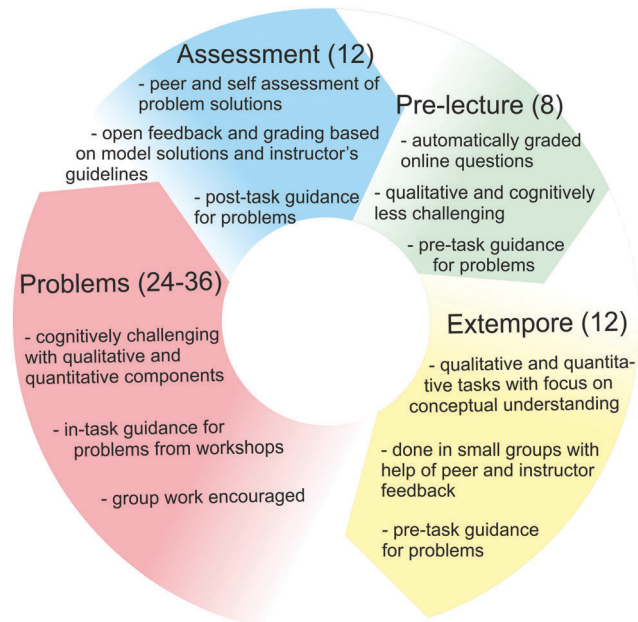 Assessment (12)
- peer and self assessment of
problem solutions
- open feedback and grading based
on model solutions and instructor's
guidelines
- post-task guidance
for problems
Pre-lecture (8)
- automatically graded
online questions
- qualitative and cognitively
less challenging
- pre-task guidance
for problems
Extempore (12)
- qualitative and quantita-
tive tasks with focus on
conceptual understanding
- done in small groups with
help of peer and instructor
feedback
- pre-task guidance
for problems
Problems (24-36)
- cognitively challenging
with qualitative and
quantitative components
- in-task guidance for
problems from workshops
- group work encouraged